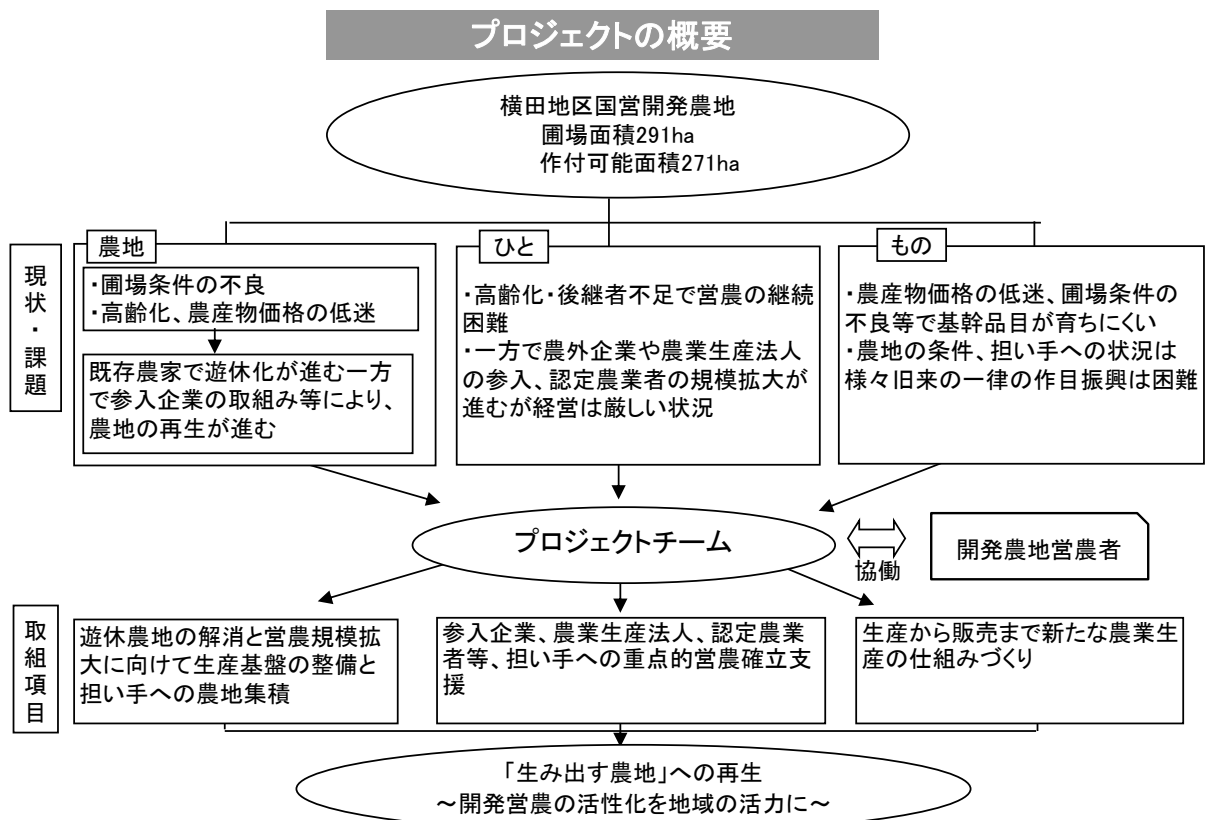 プロジェクトの概要
横田地区国営開発農地
圃場面積291ha
作付可能面積271ha
現状・課題
農地
・圃場条件の不良
・高齢化、農産物価格の低迷
既存農家で遊休化が進む一方
で参入企業の取組み等により、
農地の再生が進む
ひと
・高齢化・後継者不足で営農の継続
困難
・一方で農外企業や農業生産法人
の参入、認定農業者の規模拡大が
進むが経営は厳しい状況
もの
・農産物価格の低迷、圃場条件の
不良等で基幹品目が育ちにくい
・農地の条件、担い手への状況は
様々旧来の一律の作目振興は困難
プロジェクトチーム
協働
開発農地営農者
取組項目
遊休農地の解消と営農規模拡
大に向けて生産基盤の整備と
担い手への農地集積
参入企業、農業生産法人、認定農業
者等、担い手への重点的営農確立支
援
生産から販売まで新たな農業生
産の仕組みづくり
「生み出す農地」への再生
～開発営農の活性化を地域の活力に～